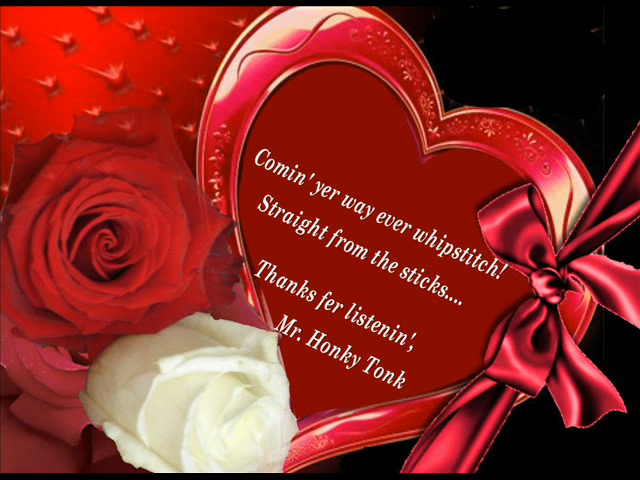 Comin' yer way ever whipstitch!
Straight from the sticks....
Thanks fer listenin',
Mr. Honky Tonk